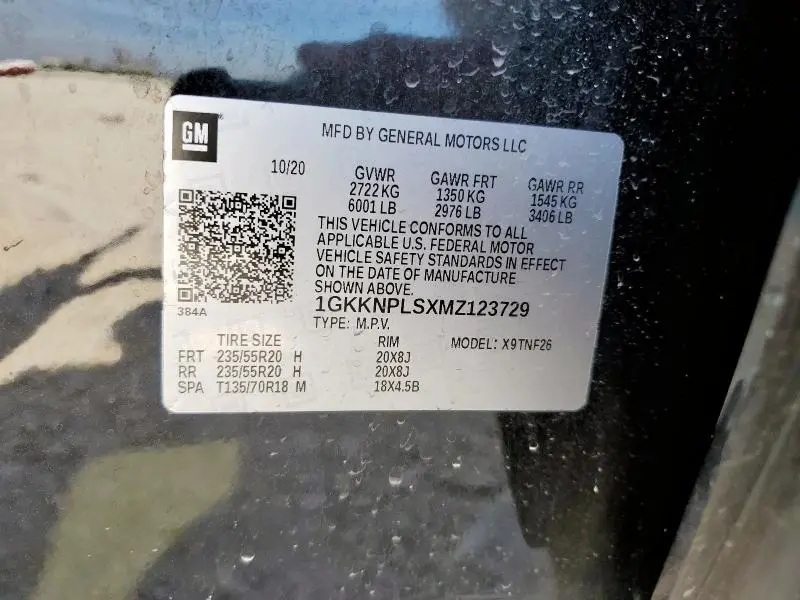 GM
MFD BY GENERAL MOTORS LLC
10/20
GVWR GAWR FRT GAWR RR
2722 KG 1350 KG 1545 KG
6001 LB 2976 LB 3406 LB
THIS VEHICLE CONFORMS TO ALL
APPLICABLE U.S. FEDERAL MOTOR
VEHICLE SAFETY STANDARDS IN EFFECT
ON THE DATE OF MANUFACTURE
SHOWN ABOVE.
384A
1GKKNPLSXMZ123729
TYPE: M.P.V.
TIRE SIZE RIM MODEL: X9TNF26
FRT 235/55R20 H 20X8J
RR 235/55R20 H 20X8J
SPA T135/70R18 M 18X4.5B